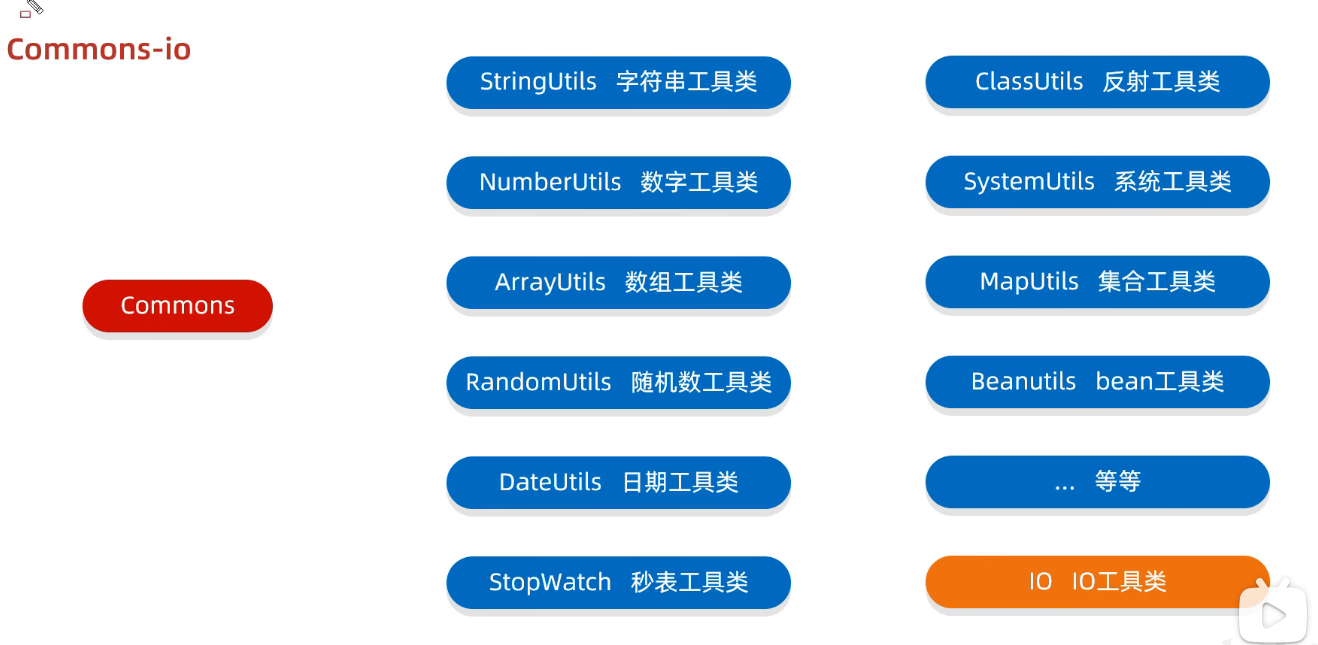 Commons-io
Commons
StringUtils 字符串工具类
NumberUtils 数字工具类
ArrayUtils 数组工具类
RandomUtils 随机数工具类
DateUtils 日期工具类
StopWatch 秒表工具类
ClassUtils 反射工具类
SystemUtils 系统工具类
MapUtils 集合工具类
Beanutils bean工具类
... 等等
IO IO工具类